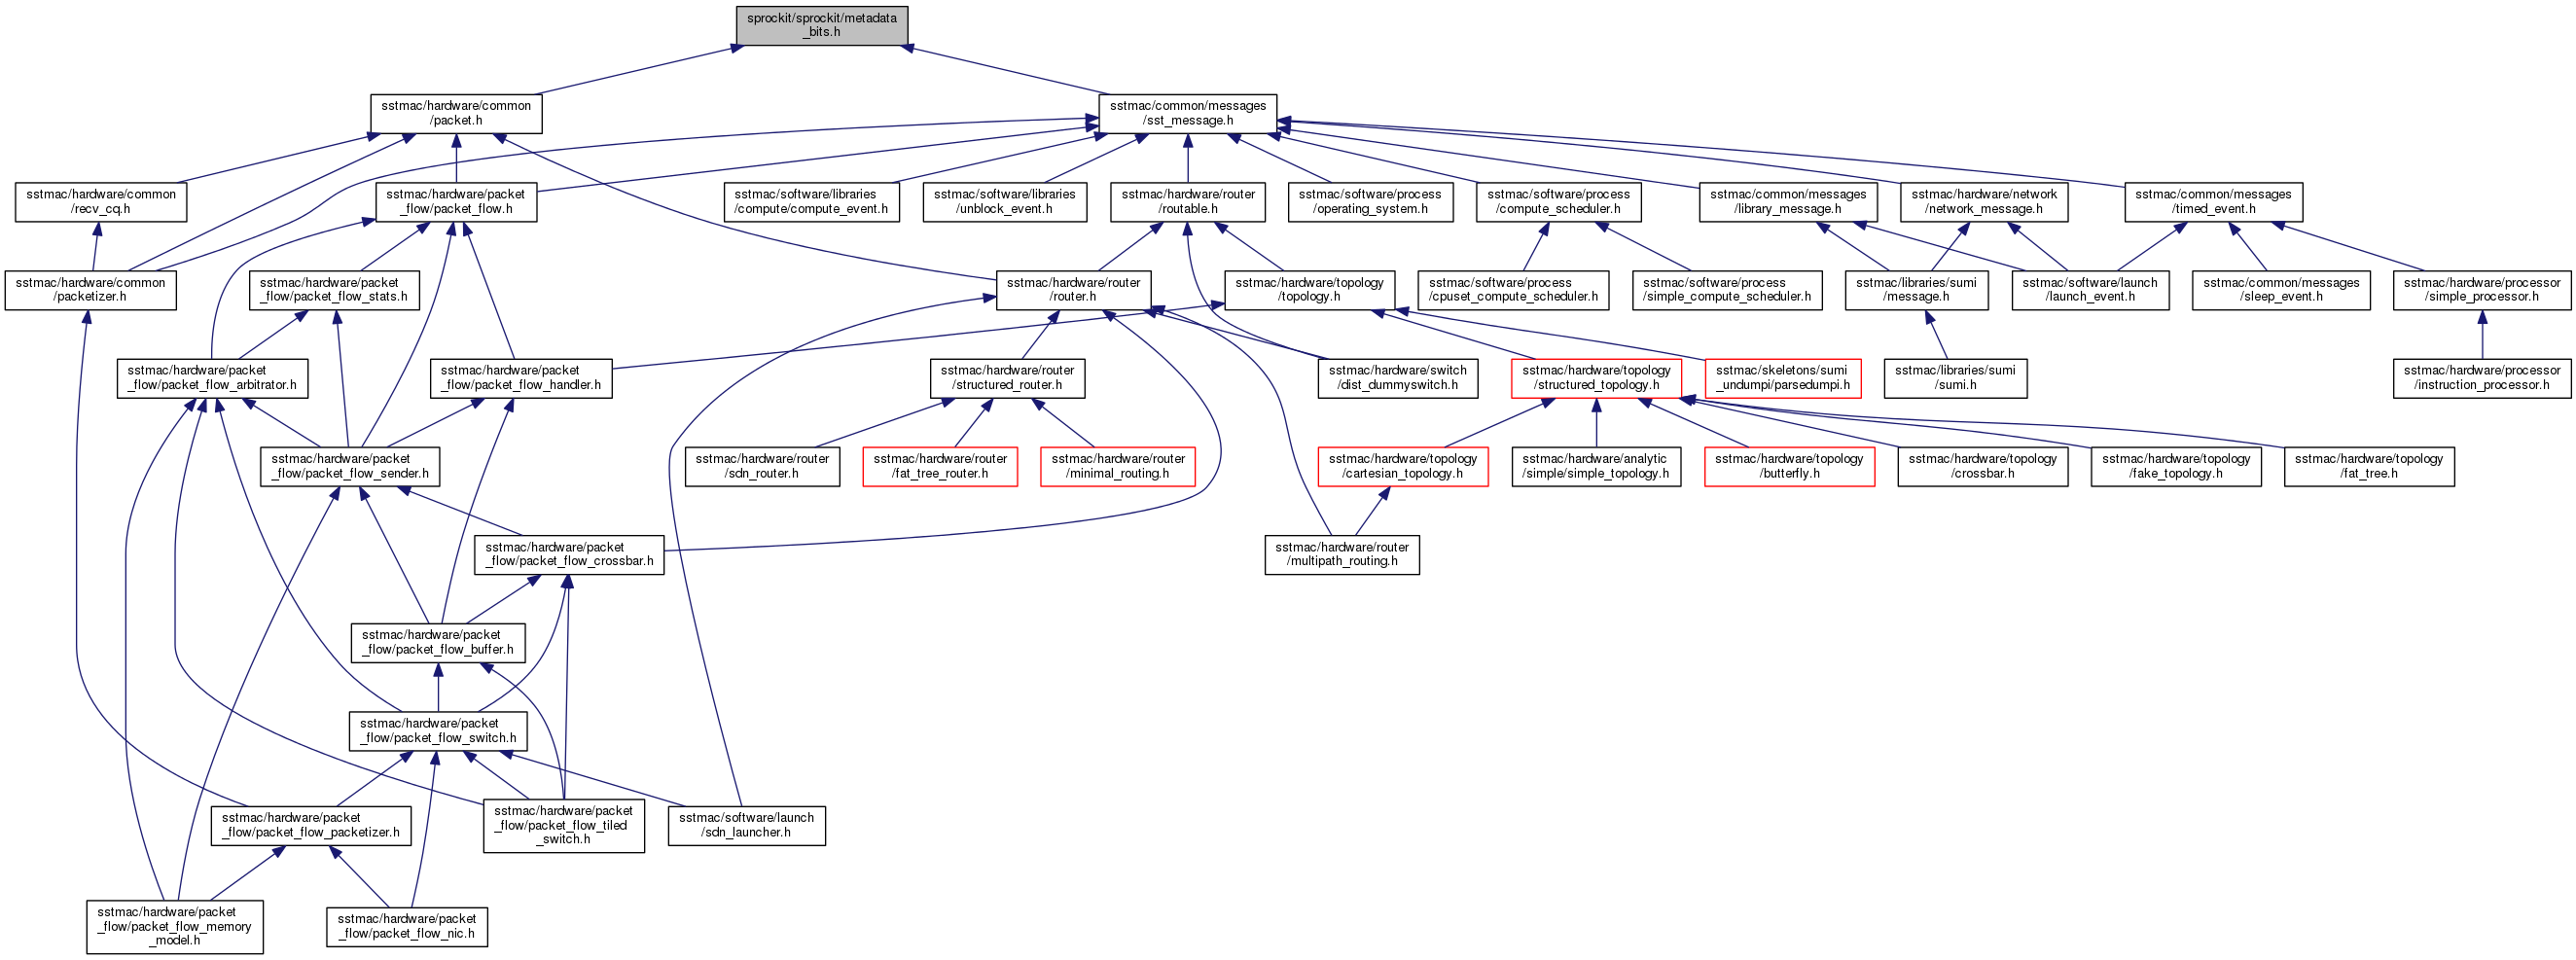 sprockit/sprockit/metadata
_bits.h
sstmac/hardware/common
/packet.h
sstmac/common/messages
/sst_message.h
sstmac/hardware/common
/recv_cq.h
sstmac/hardware/packet
_flow/packet_flow.h
sstmac/software/libraries
/compute/compute_event.h
sstmac/software/libraries
/unblock_event.h
sstmac/hardware/router
/routable.h
sstmac/software/process
/operating_system.h
sstmac/software/process
/compute_scheduler.h
sstmac/common/messages
/library_message.h
sstmac/hardware/network
/network_message.h
sstmac/common/messages
/timed_event.h
sstmac/hardware/common
/packetizer.h
sstmac/hardware/packet
_flow/packet_flow_stats.h
sstmac/hardware/router
/router.h
sstmac/hardware/topology
/topology.h
sstmac/software/process
/cpuset_compute_scheduler.h
sstmac/software/process
/simple_compute_scheduler.h
sstmac/libraries/sumi
/message.h
sstmac/software/launch
/launch_event.h
sstmac/common/messages
/sleep_event.h
sstmac/hardware/processor
/simple_processor.h
sstmac/hardware/packet
_flow/packet_flow_arbitrator.h
sstmac/hardware/packet
_flow/packet_flow_handler.h
sstmac/hardware/router
/structured_router.h
sstmac/hardware/switch
/dist_dummyswitch.h
sstmac/hardware/topology
/structured_topology.h
sstmac/skeletons/sumi
_undumpi/parsedumpi.h
sstmac/libraries/sumi
/sumi.h
sstmac/hardware/processor
/instruction_processor.h
sstmac/hardware/packet
_flow/packet_flow_sender.h
sstmac/hardware/router
/sdn_router.h
sstmac/hardware/router
/fat_tree_router.h
sstmac/hardware/router
/minimal_routing.h
sstmac/hardware/topology
/cartesian_topology.h
sstmac/hardware/analytic
/simple/simple_topology.h
sstmac/hardware/topology
/butterfly.h
sstmac/hardware/topology
/crossbar.h
sstmac/hardware/topology
/fake_topology.h
sstmac/hardware/topology
/fat_tree.h
sstmac/hardware/packet
_flow/packet_flow_crossbar.h
sstmac/hardware/router
/multipath_routing.h
sstmac/hardware/packet
_flow/packet_flow_buffer.h
sstmac/hardware/packet
_flow/packet_flow_switch.h
sstmac/hardware/packet
_flow/packet_flow_packetizer.h
sstmac/hardware/packet
_flow/packet_flow_tiled
_switch.h
sstmac/software/launch
/sdn_launcher.h
sstmac/hardware/packet
_flow/packet_flow_memory
_model.h
sstmac/hardware/packet
_flow/packet_flow_nic.h